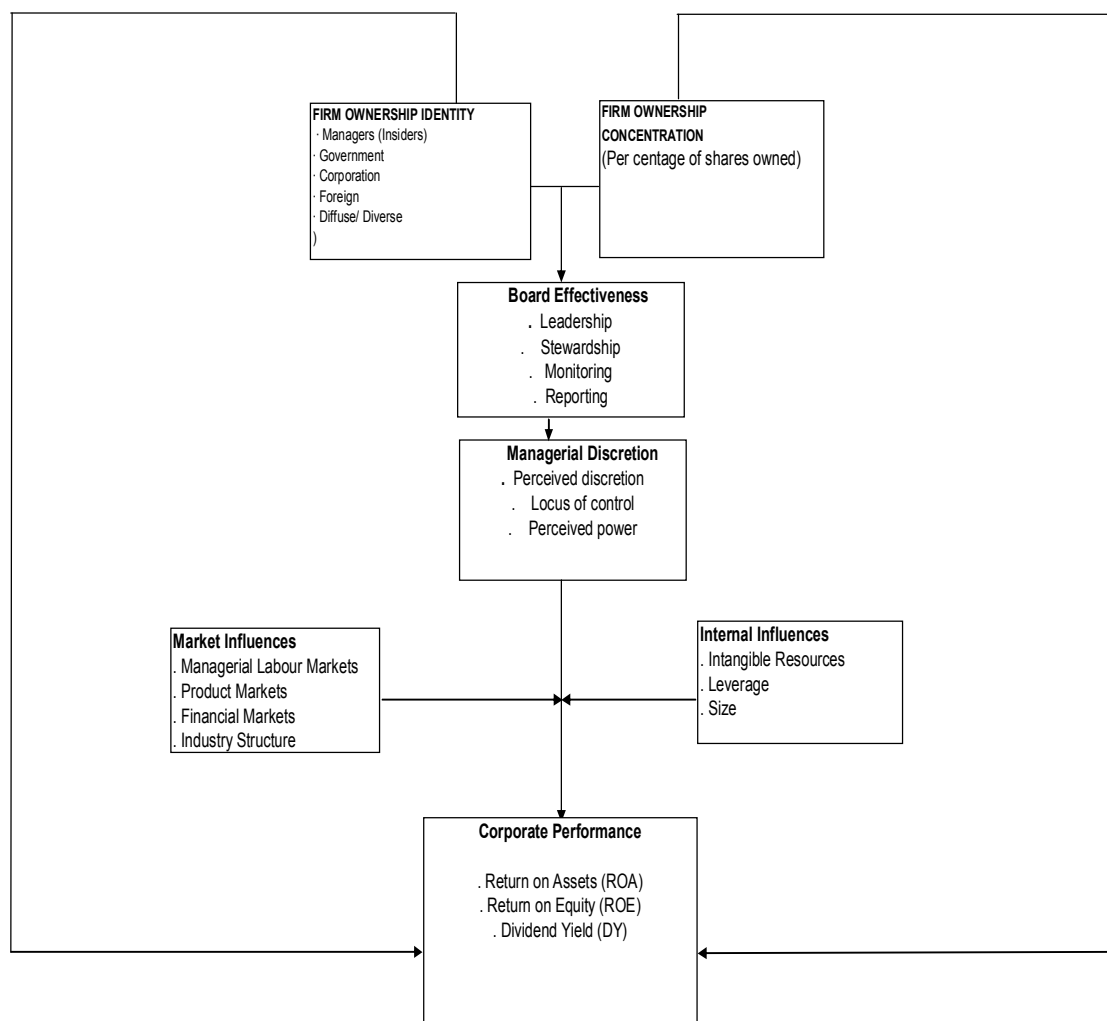 FIRM OWNERSHIP IDENTITY
· Managers (Insiders)
· Government
· Corporation
· Foreign
· Diffuse/ Diverse
)
FIRM OWNERSHIP
CONCENTRATION
(Per centage of shares owned)
Board Effectiveness
. Leadership
. Stewardship
. Monitoring
. Reporting
Managerial Discretion
. Perceived discretion
. Locus of control
. Perceived power
Market Influences
. Managerial Labour Markets
. Product Markets
. Financial Markets
. Industry Structure
Internal Influences
. Intangible Resources
. Leverage
. Size
Corporate Performance
. Return on Assets (ROA)
. Return on Equity (ROE)
. Dividend Yield (DY)